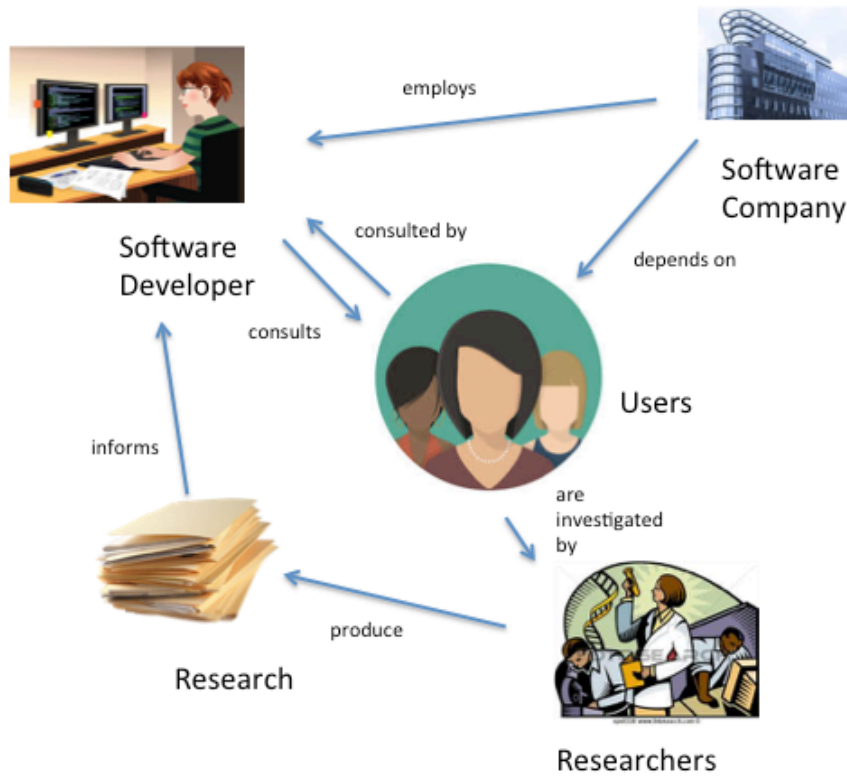 employs
Software
Company
consulted by
depends on
Software
Developer
consults
Users
informs
are
investigated
by
produce
Research
Researchers